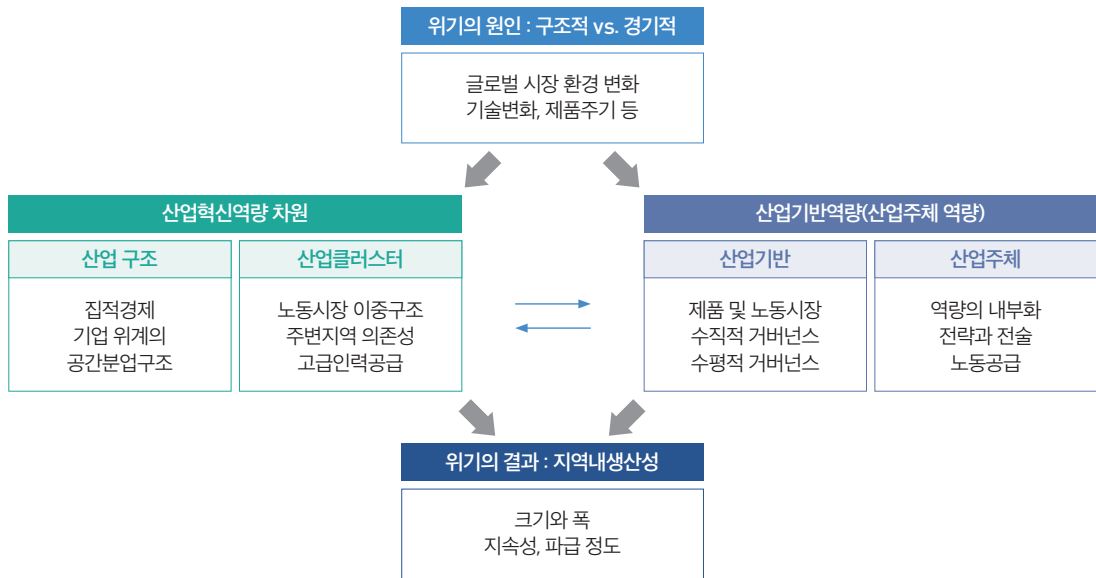 위기의 원인 : 구조적 vs. 경기적
글로벌 시장 환경 변화
기술변화, 제품주기 등
산업혁신역량 차원
산업 구조
집적경제
기업 위계의
공간분업구조
산업클러스터
노동시장 이중구조
주변지역 의존성
고급인력공급
산업기반역량(산업주체 역량)
산업기반
제품 및 노동시장
수직적 거버넌스
수평적 거버넌스
산업주체
역량의 내부화
전략과 전술
노동공급
위기의 결과 : 지역내생산성
크기와 폭
지속성, 파급 정도